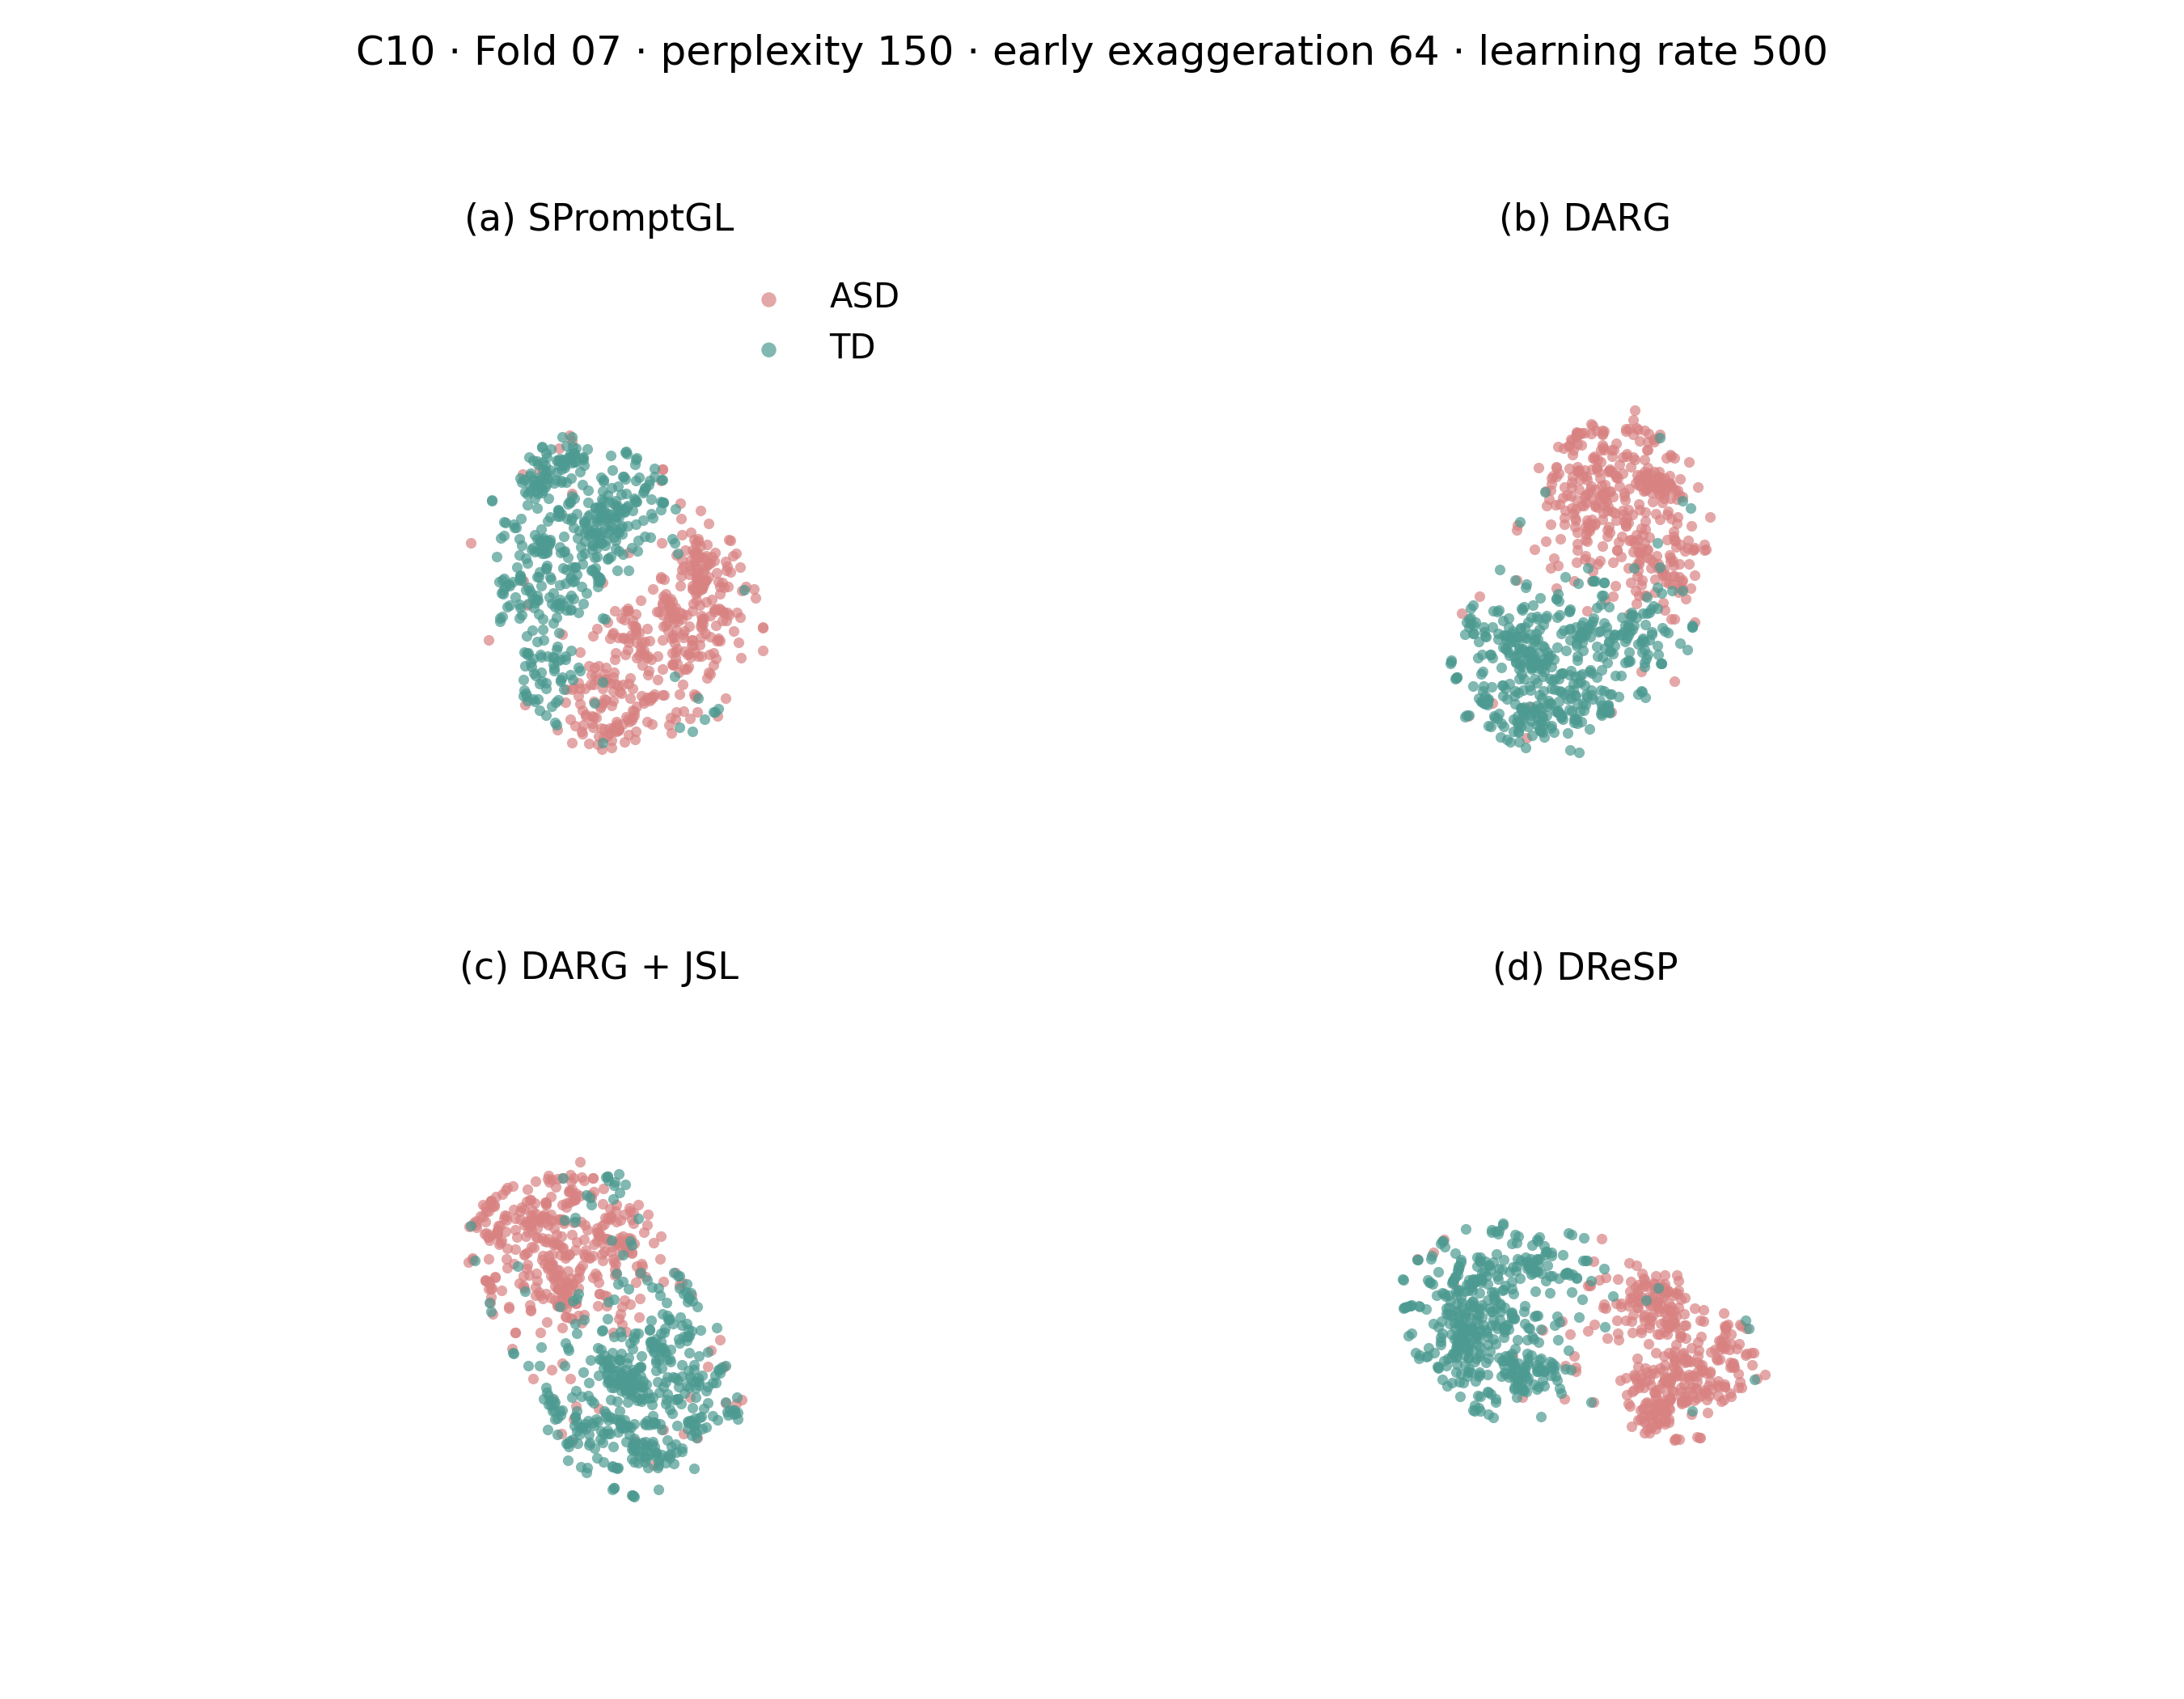 C10 · Fold 07 · perplexity 150 · early exaggeration 64 · learning rate 500
(a) SPromptGL
(b) DARG
ASD
TD
(c) DARG + JSL
(d) DReSP